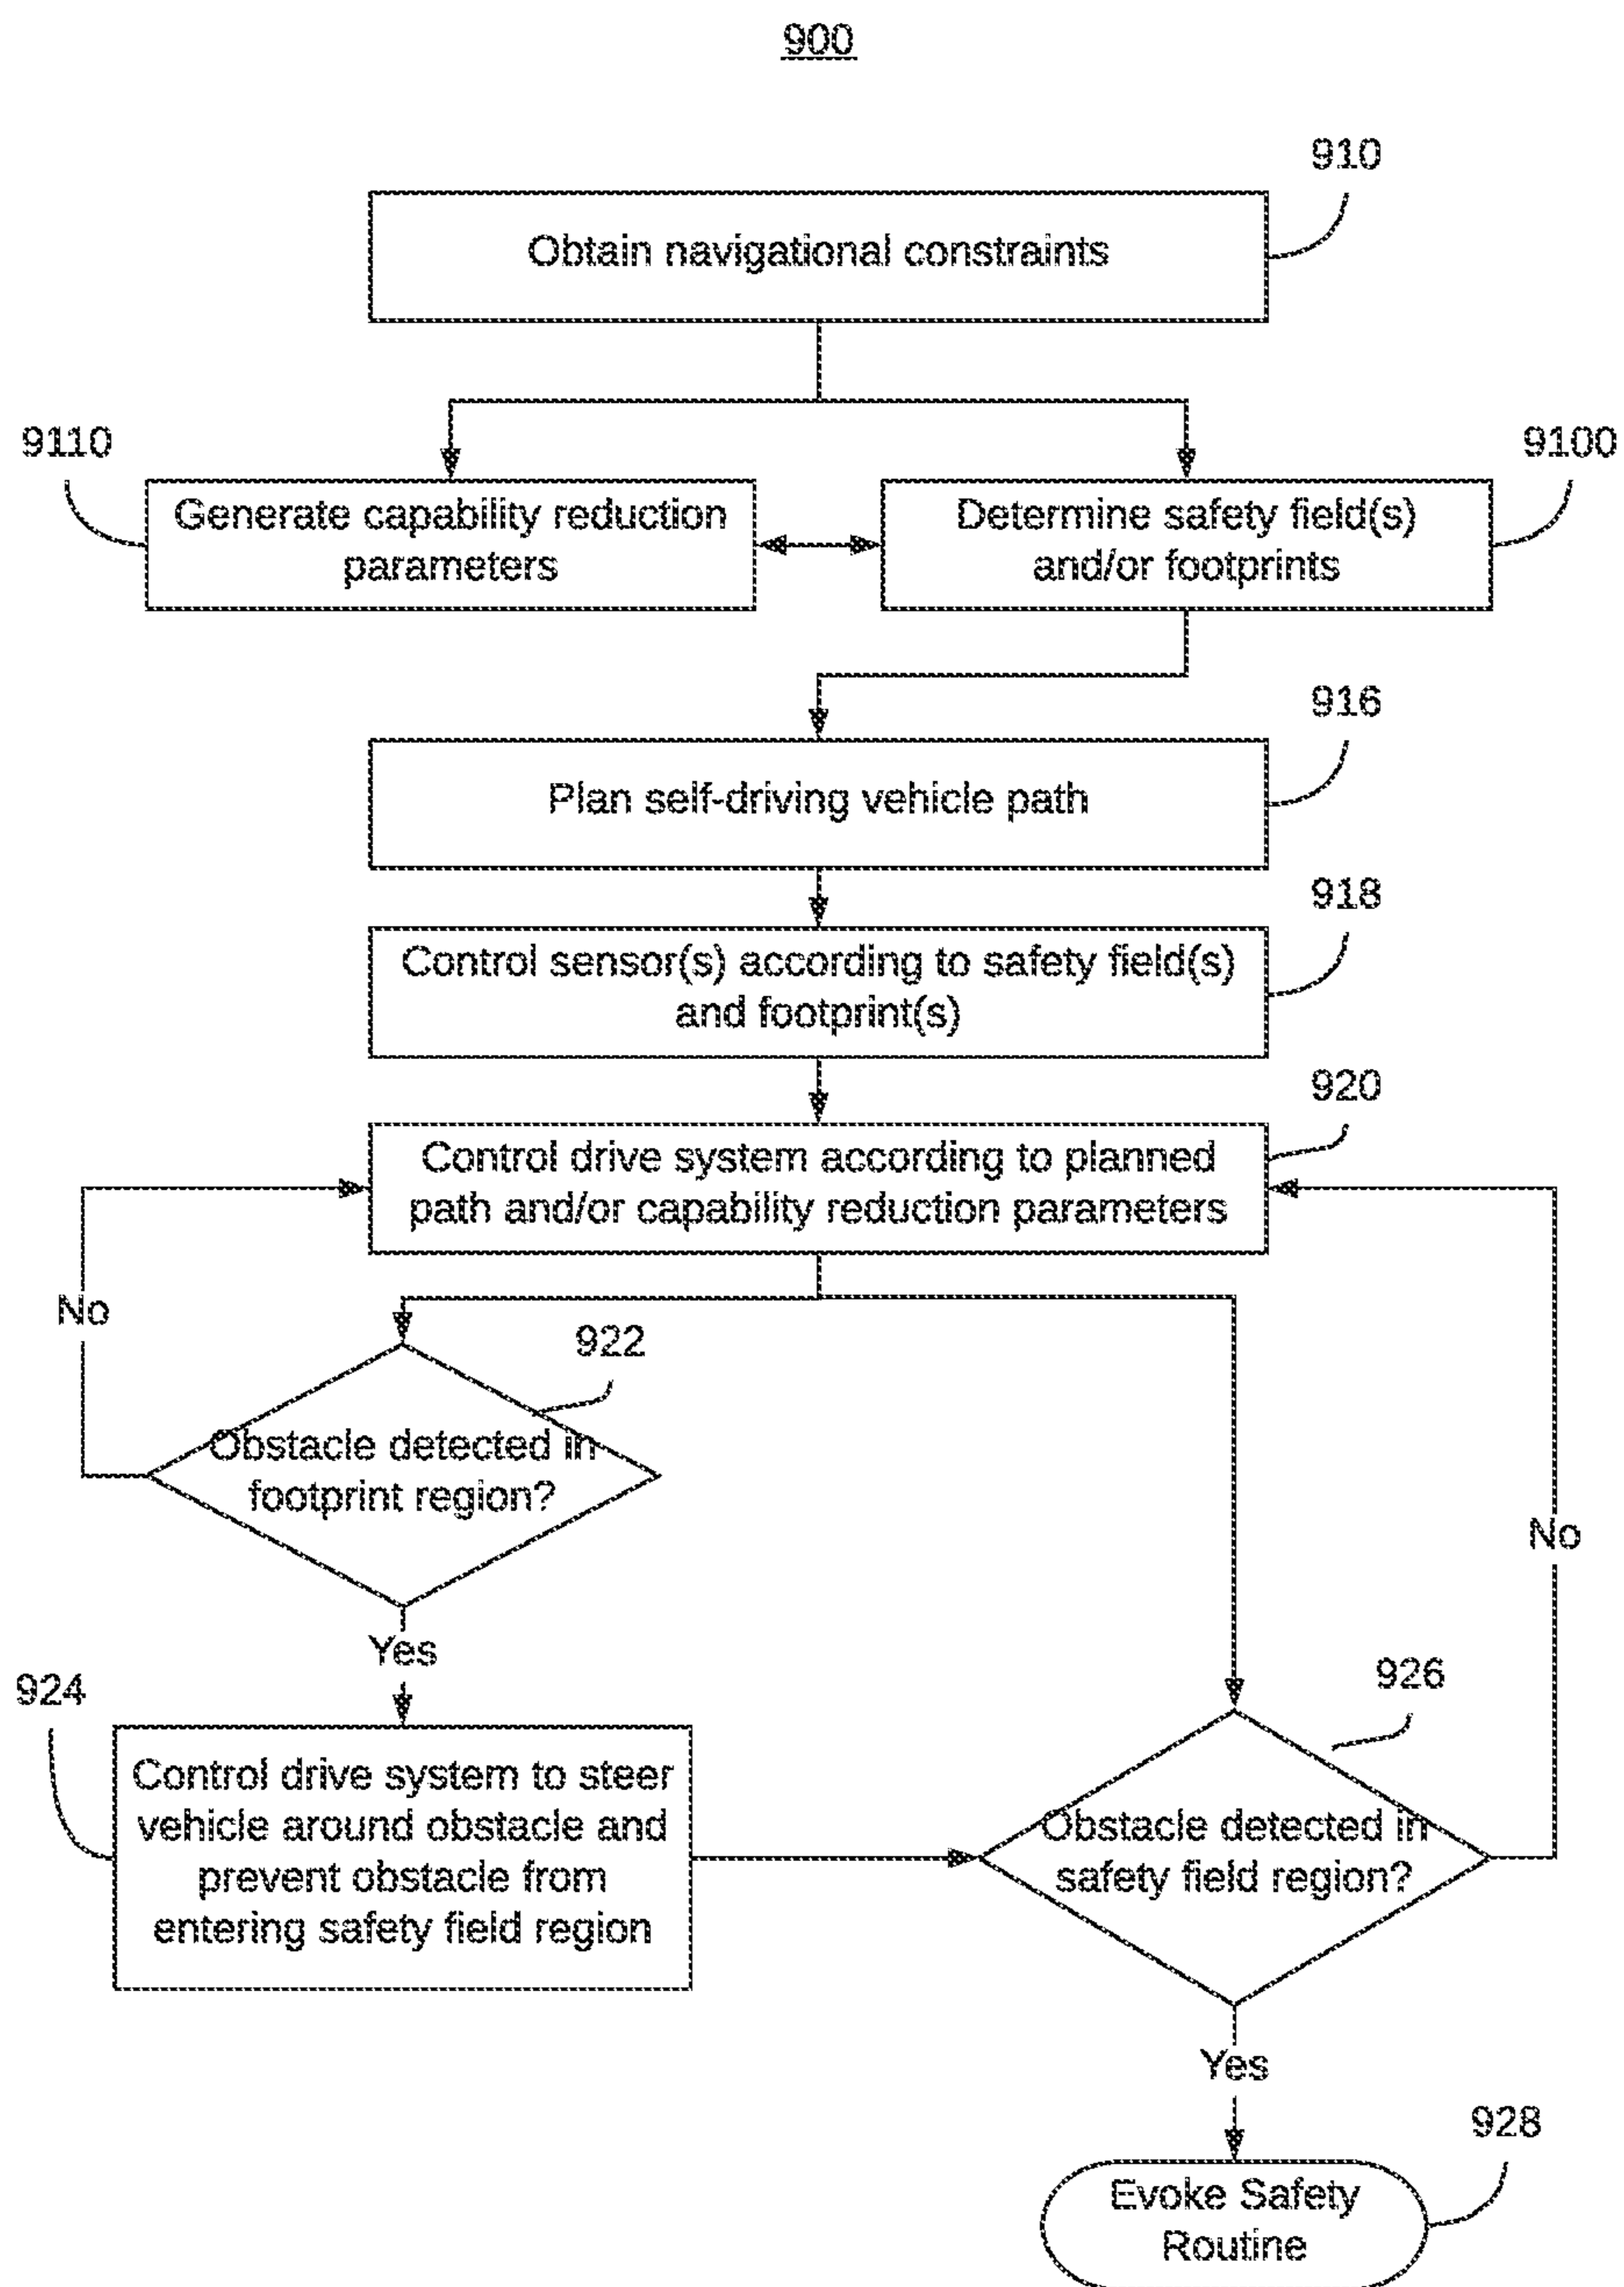 900
910
Obtain navigational constraints
9110
9100
Generate capability reduction
parameters
Determine safety field(s)
and/or footprints
916
Plan self-driving vehicle path
918
Control sensor(s) according to safety field(s)
and footprint(s)
920
Control drive system according to planned
path and/or capability reduction parameters
No
922
Obstacle detected in
footprint region?
No
Yes
924
926
Control drive system to steer
vehicle around obstacle and
prevent obstacle from
entering safety field region
Obstacle detected in
safety field region?
Yes
928
Evoke Safety
Routine